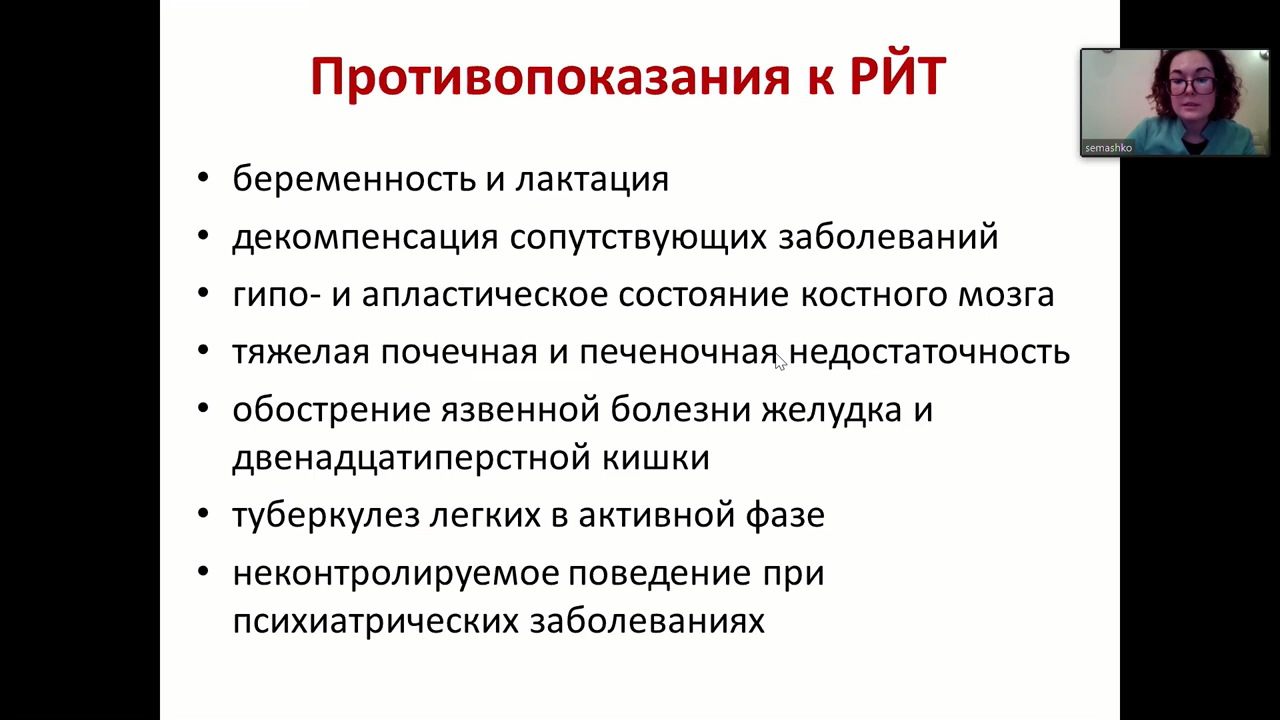 Противопоказания к РЙТ
semashko
• беременность и лактация
• декомпенсация сопутствующих заболеваний
• гипо- и апластическое состояние костного мозга
• тяжелая почечная и печеночная недостаточность
• обострение язвенной болезни желудка и
двенадцатиперстной кишки
• туберкулез легких в активной фазе
• неконтролируемое поведение при
психиатрических заболеваниях